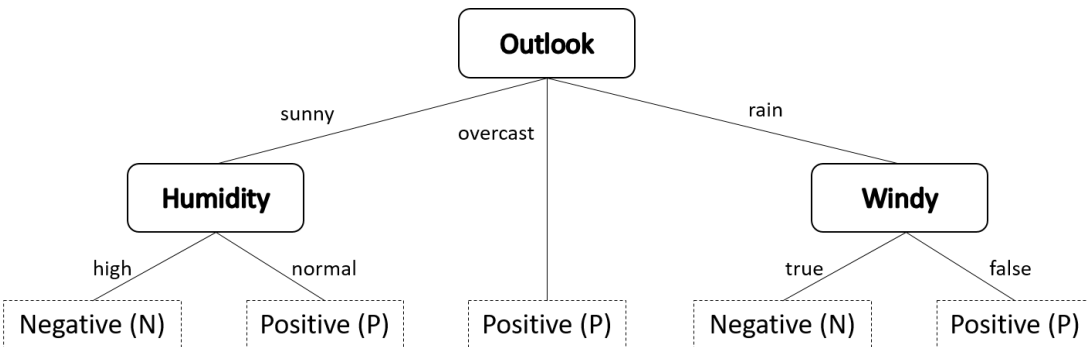 Outlook
sunny
overcast
rain
Humidity
Windy
high
normal
true
false
Negative (N)
Positive (P)
Positive (P)
Negative (N)
Positive (P)